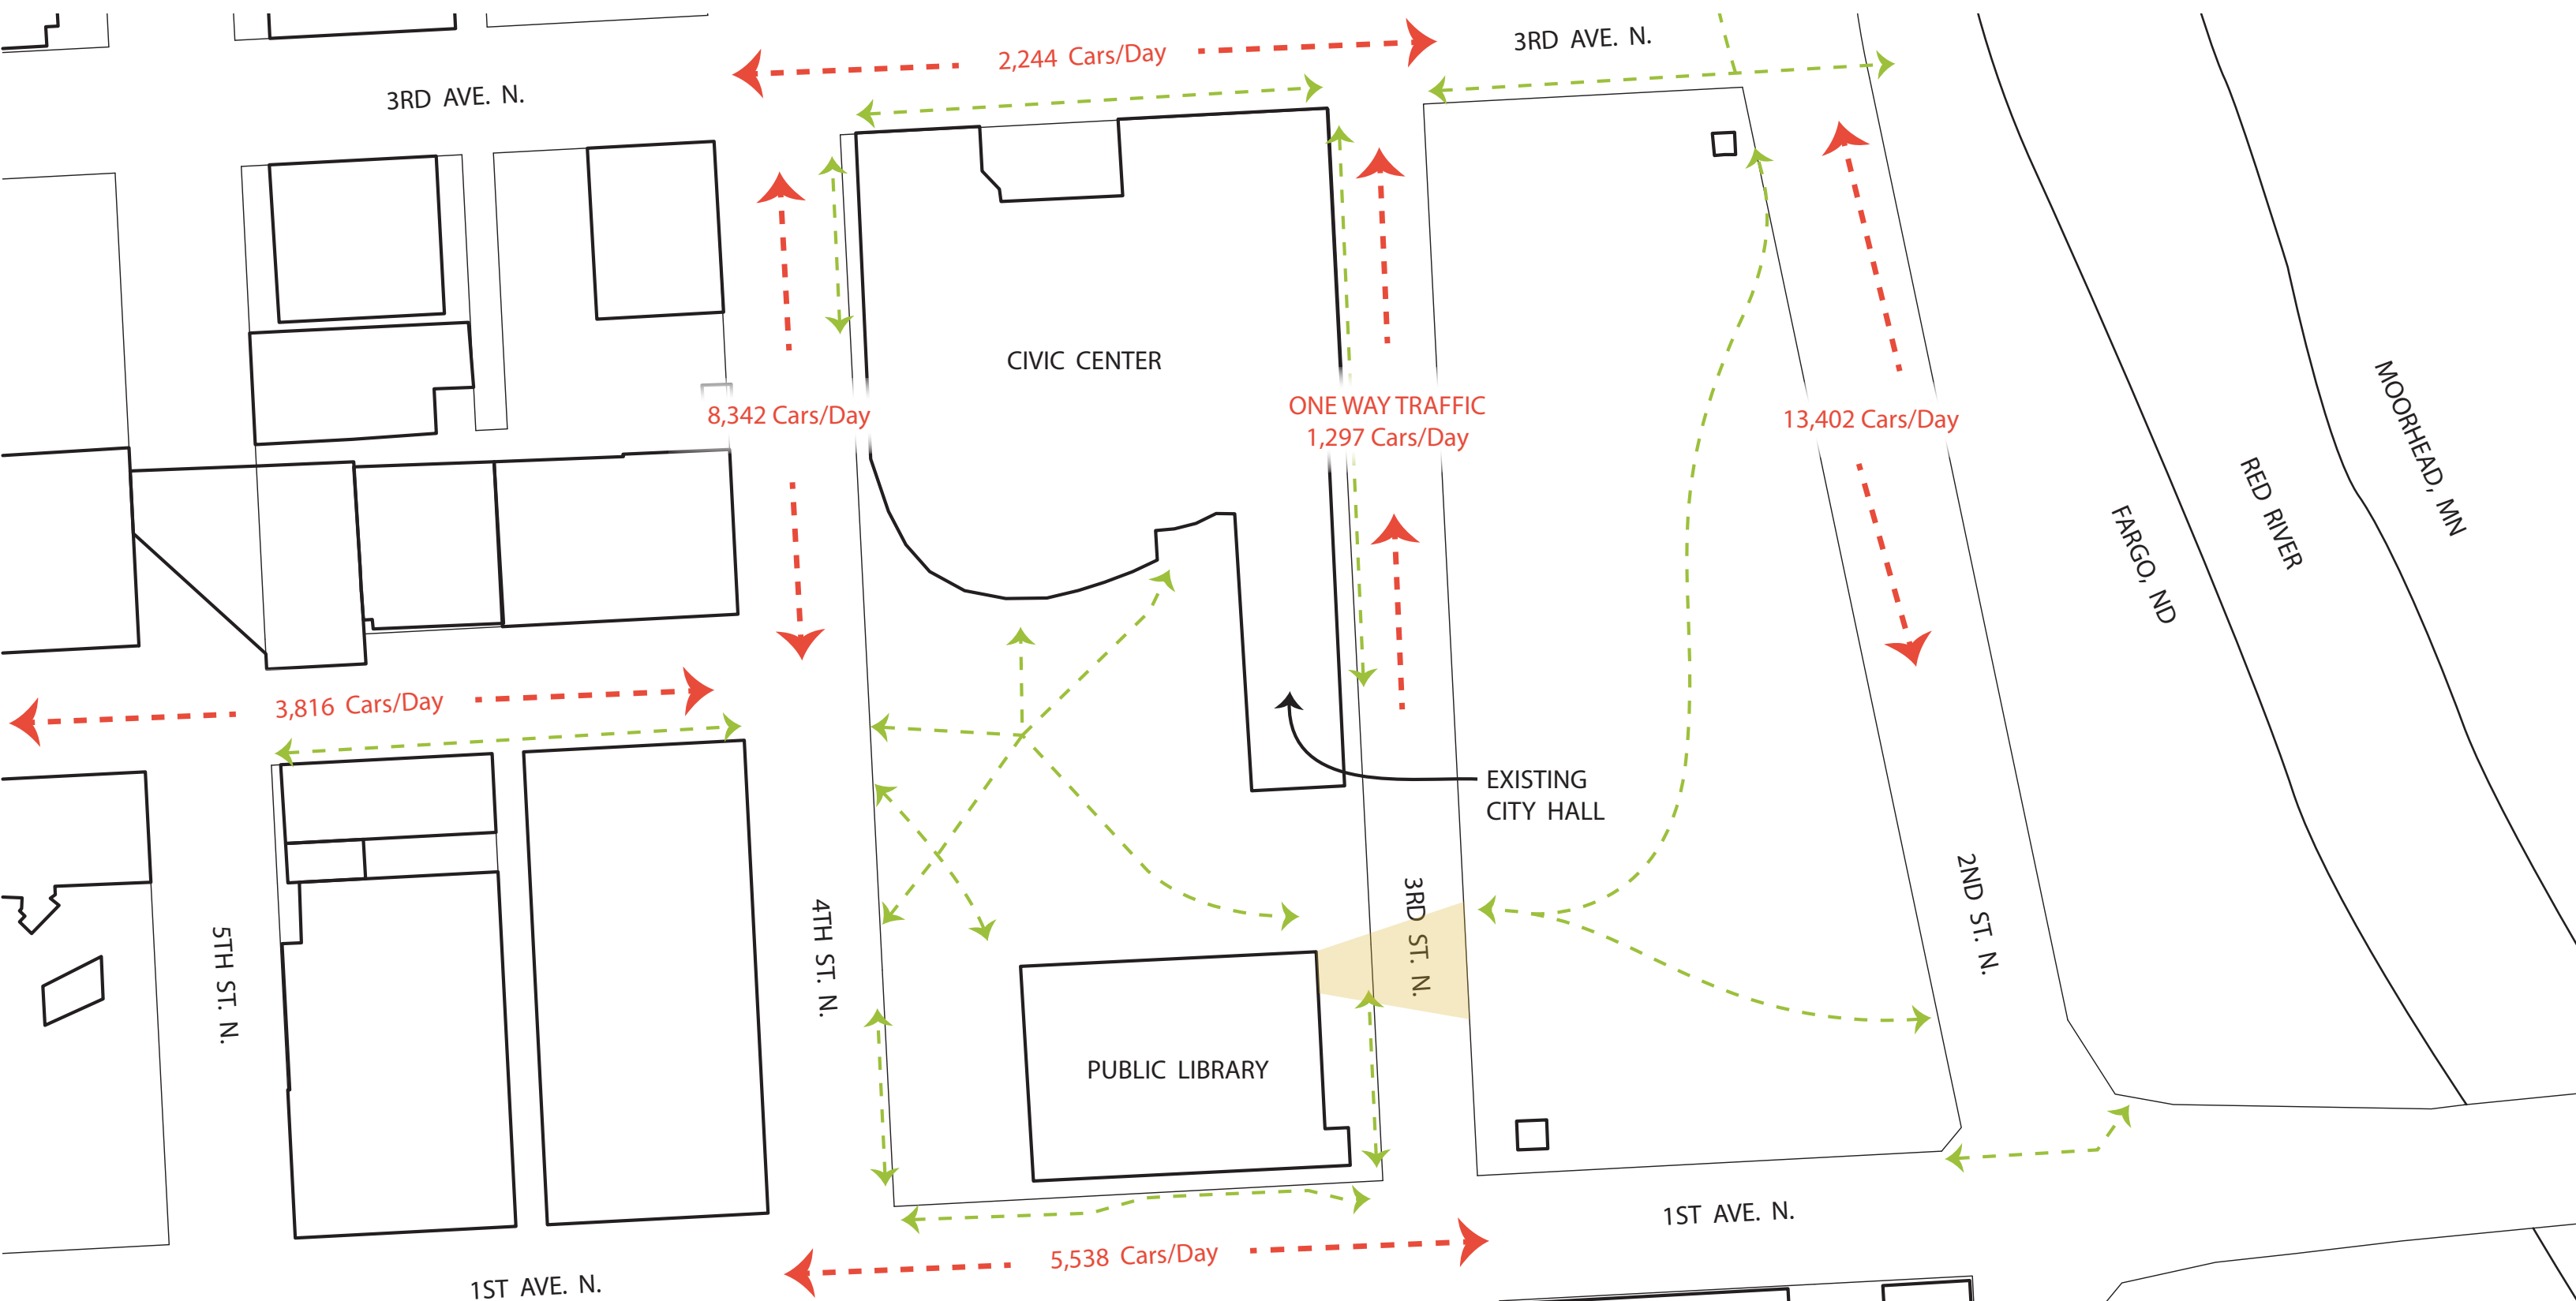 2,244 Cars/Day
3RD AVE. N.
3RD AVE. N.
CIVIC CENTER
8,342 Cars/Day
ONE WAY TRAFFIC
1,297 Cars/Day
13,402 Cars/Day
MOORHEAD, MN
RED RIVER
FARGO, ND
3,816 Cars/Day
EXISTING
CITY HALL
5TH ST. N.
4TH ST. N.
3RD ST. N.
2ND ST. N.
PUBLIC LIBRARY
1ST AVE. N.
5,538 Cars/Day
1ST AVE. N.